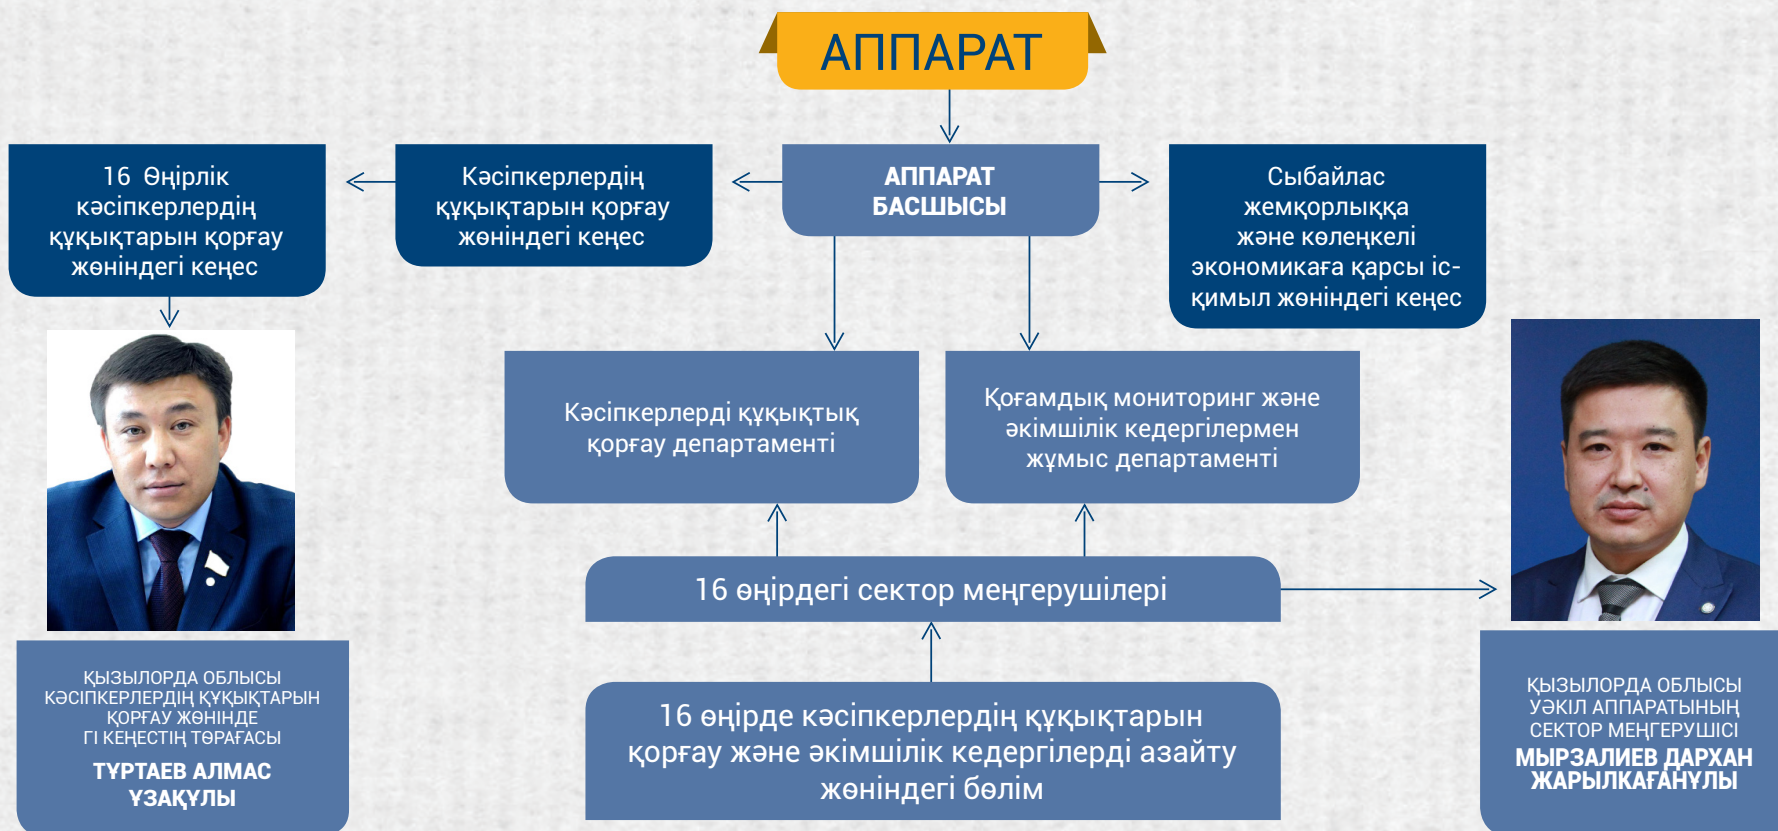 АППАРАТ
16 Өңірлік
кәсіпкерлердің
құқықтарын қорғау
жөніндегі кеңес
Кәсіпкерлердің
құқықтарын қорғау
жөніндегі кеңес
АППАРАТ
БАСШЫСЫ
Сыбайлас
жемқорлыққа
және көлеңкелі
экономикаға қарсы іс-
қимыл жөніндегі кеңес
Кәсіпкерлерді құқықтық
қорғау департаменті
Қоғамдық мониторинг және
әкімшілік кедергілермен
жұмыс департаменті
16 өңірдегі сектор меңгерушілері
16 өңірде кәсіпкерлердің құқықтарын
қорғау және әкімшілік кедергілерді азайту
жөніндегі бөлім
ҚЫЗЫЛОРДА ОБЛЫСЫ
КӘСІПКЕРЛЕРДІҢ ҚҰҚЫҚТАРЫН
ҚОРҒАУ ЖӨНІНДЕ
ГІ КЕҢЕСТІҢ ТӨРАҒАСЫ
ТҰРТАЕВ АЛМАС
ҰЗАҚҰЛЫ
ҚЫЗЫЛОРДА ОБЛЫСЫ
УӘКІЛ АППАРАТЫНЫҢ
СЕКТОР МЕҢГЕРУШІСІ
МЫРЗАЛИЕВ ДАРХАН
ЖАРЫЛКАҒАНҰЛЫ